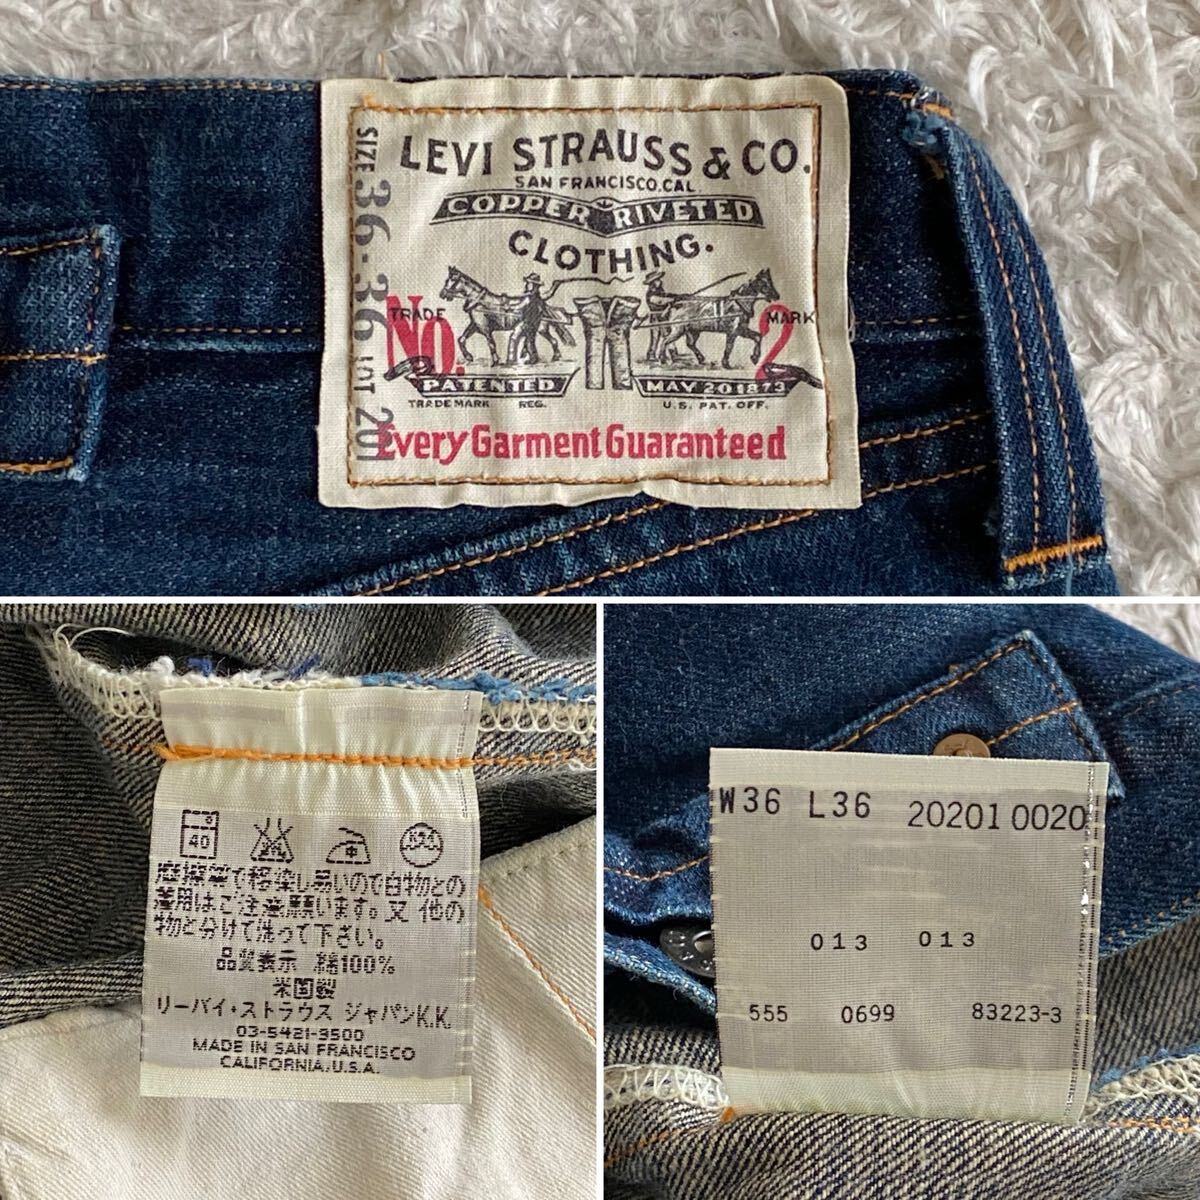 LEVI STRAUSS & CO.
SAN FRANCISCO, CAL.
COPPER RIVETED
CLOTHING.
TRADE MARK
No. 2
PATENTED MAY 20 1873
TRADE MARK REG. U.S. PAT. OFF.
Every Garment Guaranteed
SIZE 36-36 LOT 201
40
摩擦等で移染し易いので白物との
着用はご注意願います。又 他の
物と分けて洗って下さい。
品質表示 綿100%
米国製
リーバイ・ストラウス ジャパンK.K.
03-5421-3500
MADE IN SAN FRANCISCO
CALIFORNIA.U.S.A.
W36 L36 20201 0020
013 013
555 0699 83223-3